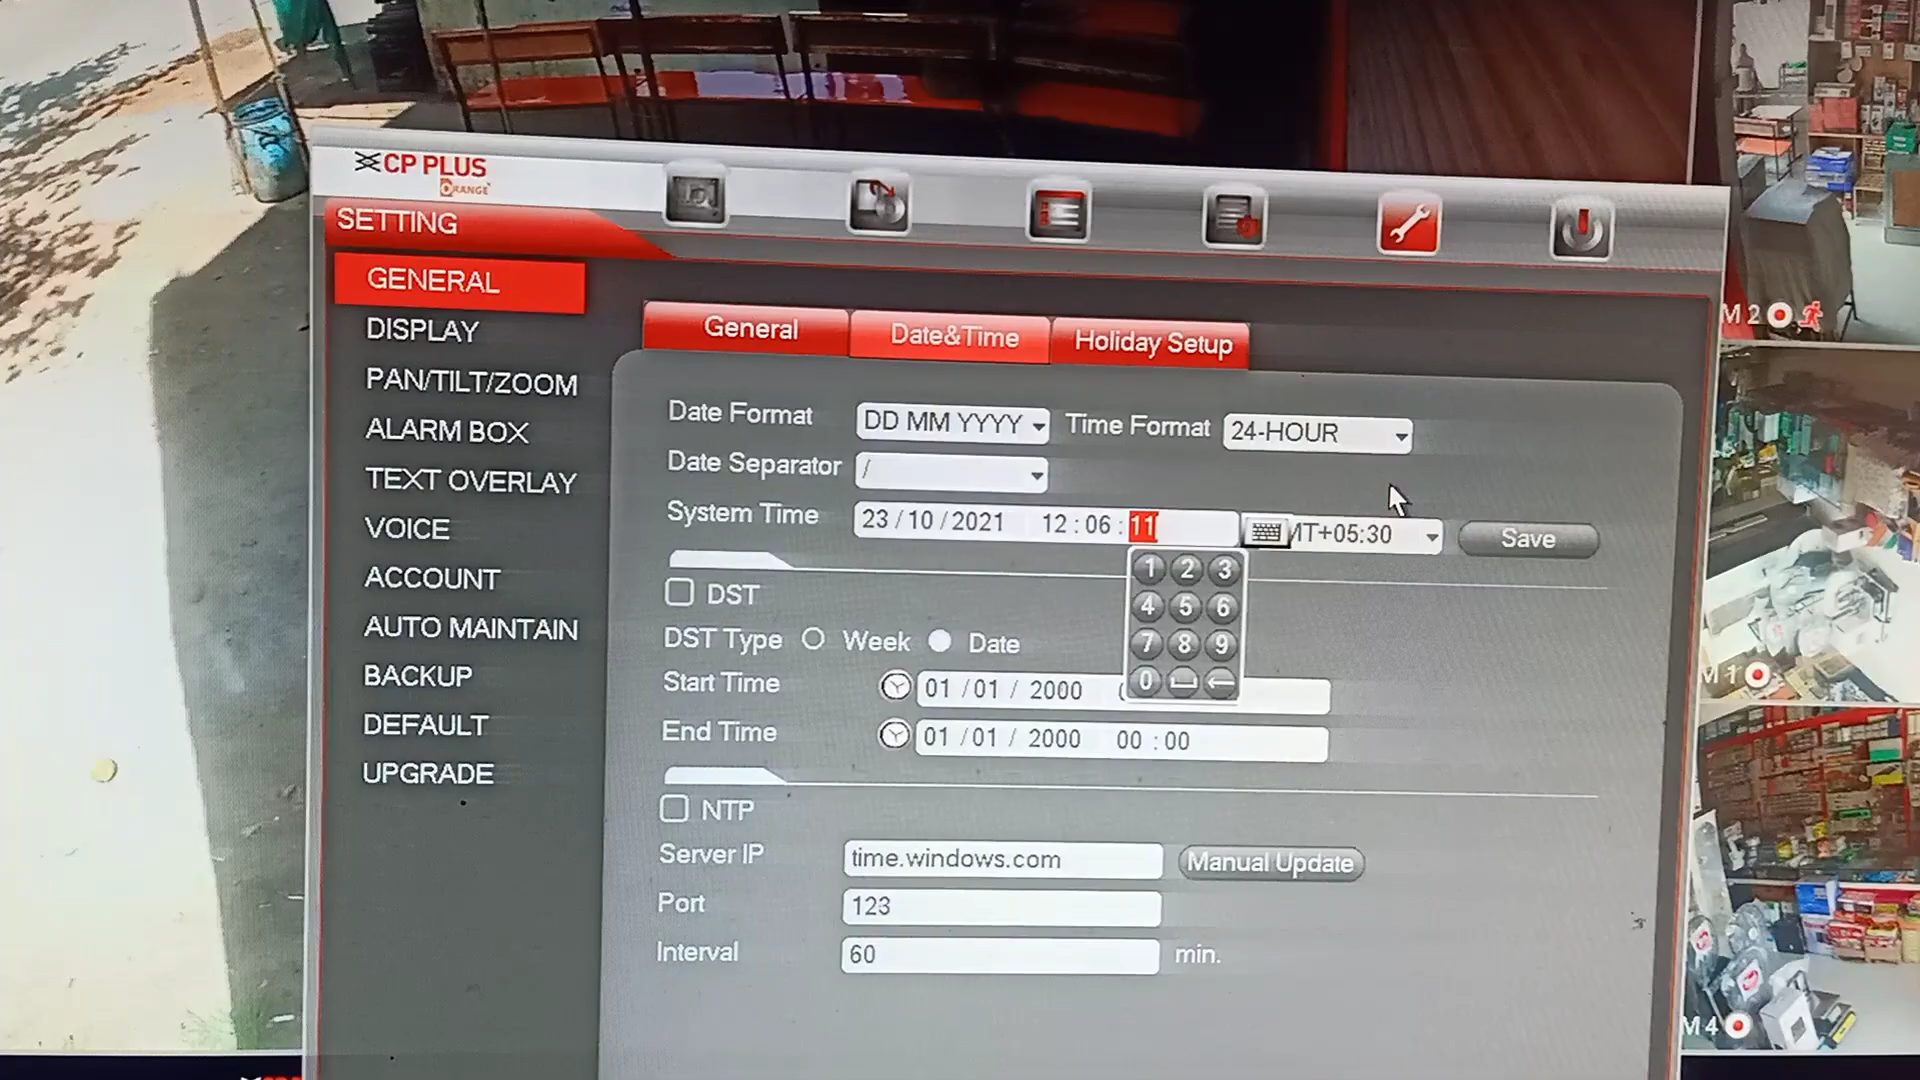 CP PLUS
ORANGE
SETTING
GENERAL
DISPLAY
PAN/TILT/ZOOM
ALARM BOX
TEXT OVERLAY
VOICE
ACCOUNT
AUTO MAINTAIN
BACKUP
DEFAULT
UPGRADE
General Date&Time Holiday Setup
Date Format DD MM YYYY Time Format 24-HOUR
Date Separator /
System Time 23 / 10 / 2021 12 : 06 : 11 MT+05:30 Save
1 2 3
4 5 6
7 8 9
0
DST
DST Type Week Date
Start Time 01 / 01 / 2000
End Time 01 / 01 / 2000 00 : 00
NTP
Server IP time.windows.com Manual Update
Port 123
Interval 60 min.
M 2
M 1
M 4